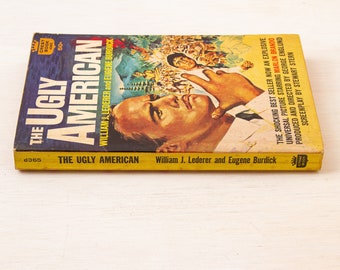 THE UGLY
AMERICAN
WILLIAM J. LEDERER and EUGENE BURDICK
THE SHOCKING BEST SELLER NOW AN EXPLOSIVE
UNIVERSAL PICTURE STARRING MARLON BRANDO
PRODUCED AND DIRECTED BY GEORGE ENGLUND
SCREENPLAY BY STEWART STERN
d365 THE UGLY AMERICAN William J. Lederer and Eugene Burdick